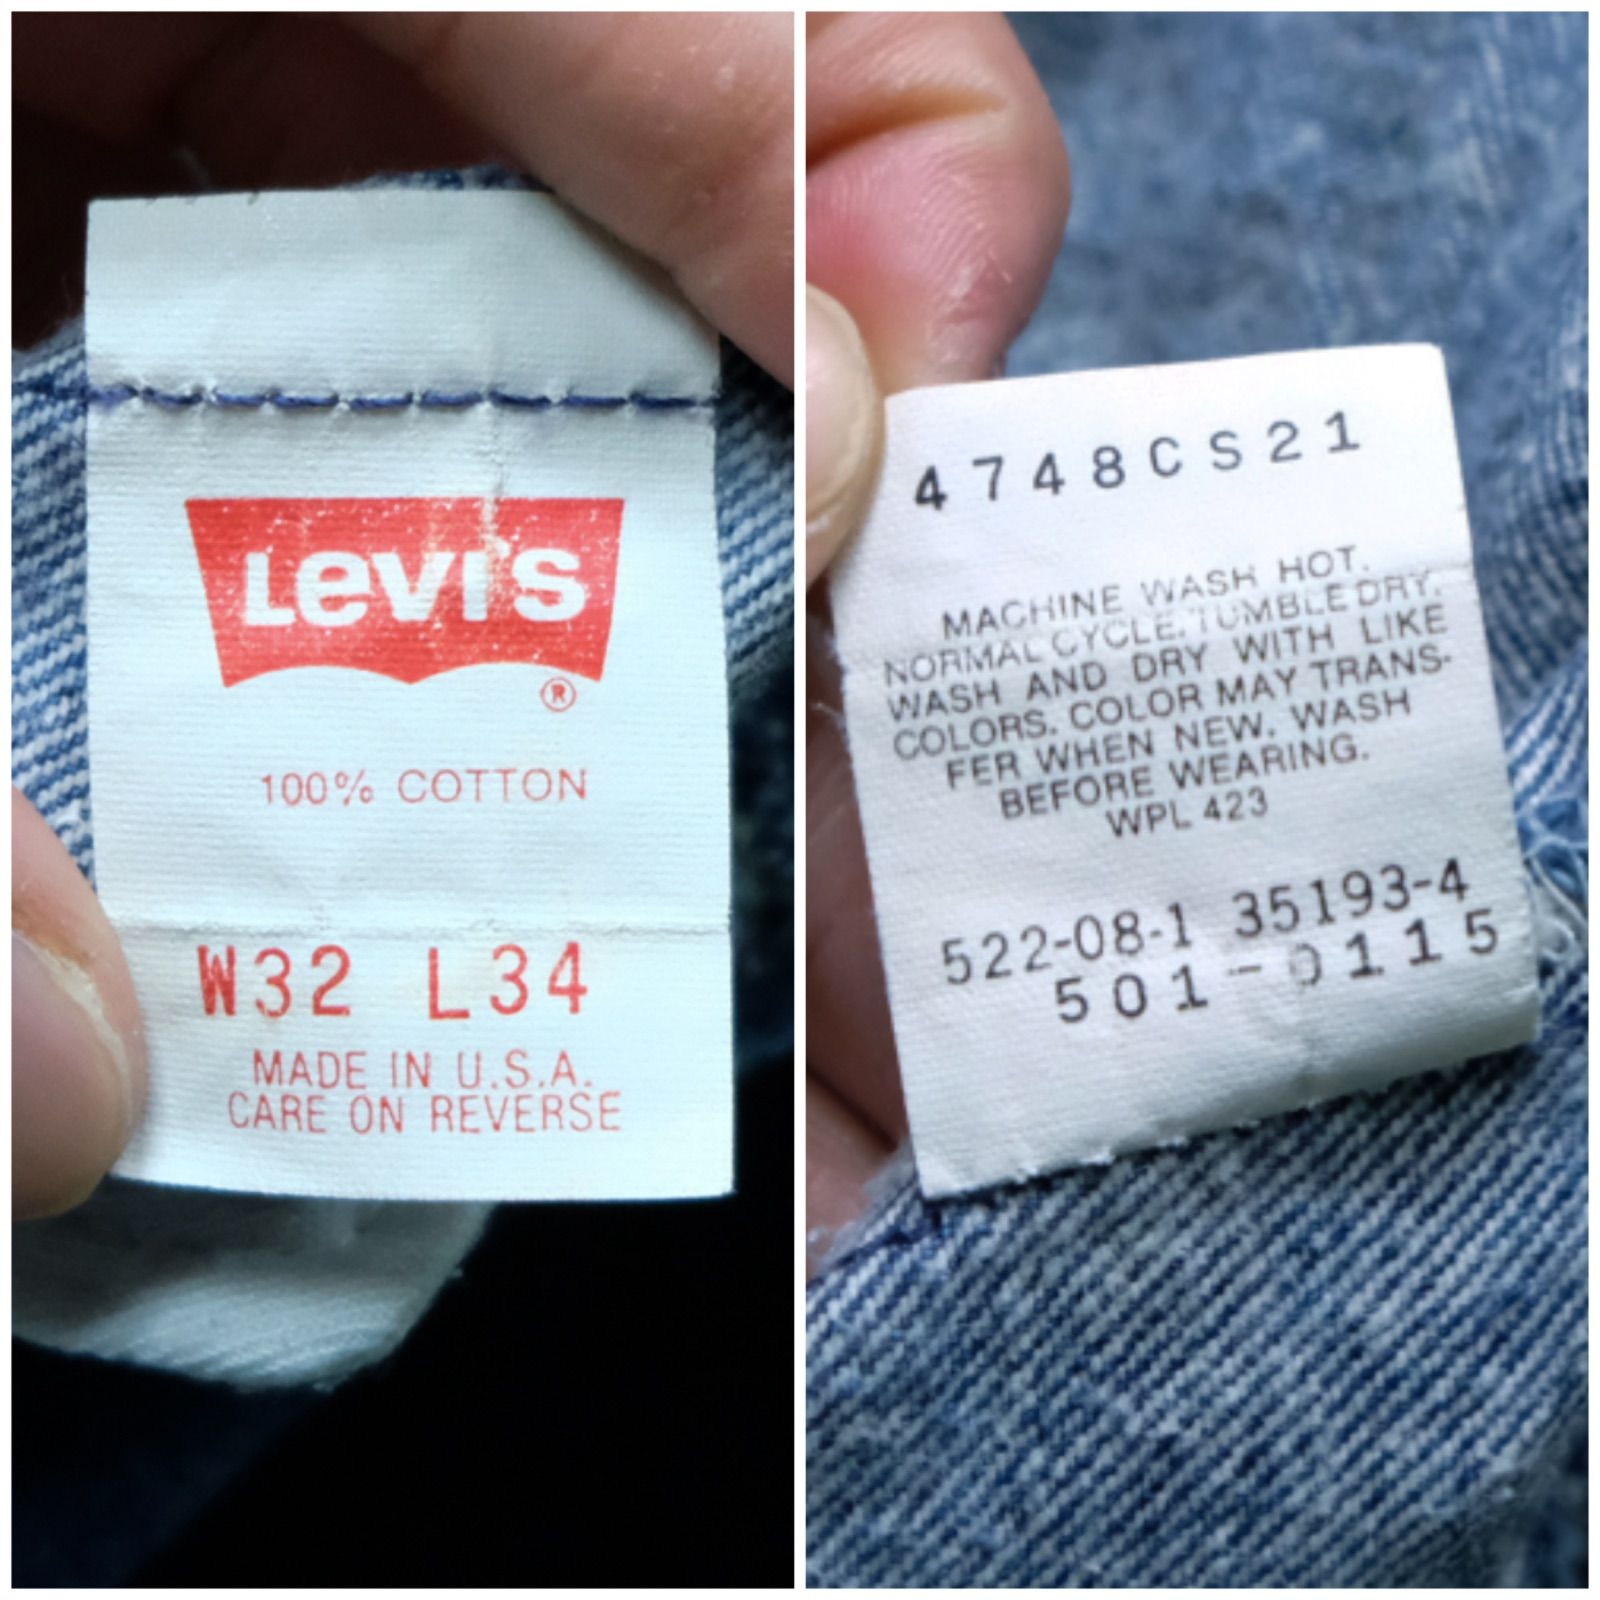 Levi's
®
100% COTTON
W32 L34
MADE IN U.S.A.
CARE ON REVERSE
4748CS21
MACHINE WASH HOT.
NORMAL CYCLE. TUMBLE DRY.
WASH AND DRY WITH LIKE
COLORS. COLOR MAY TRANS-
FER WHEN NEW. WASH
BEFORE WEARING.
WPL 423
522-08-1 35193-4
501-0115